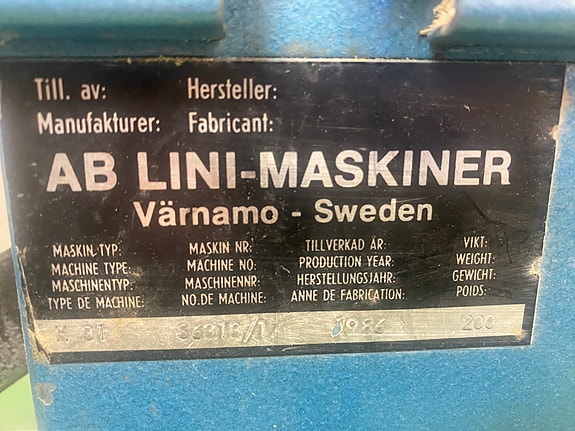 Till. av: Hersteller:
Manufakturer: Fabricant:
AB LINI-MASKINER
Värnamo - Sweden
MASKIN TYP: MASKIN NR: TILLVERKAD ÅR: VIKT:
MACHINE TYPE: MACHINE NO: PRODUCTION YEAR: WEIGHT:
MASCHINENTYP: MASCHINENNR: HERSTELLUNGSJAHR: GEWICHT:
TYPE DE MACHINE: NO. DE MACHINE: ANNE DE FABRICATION: POIDS:
31 1986 200